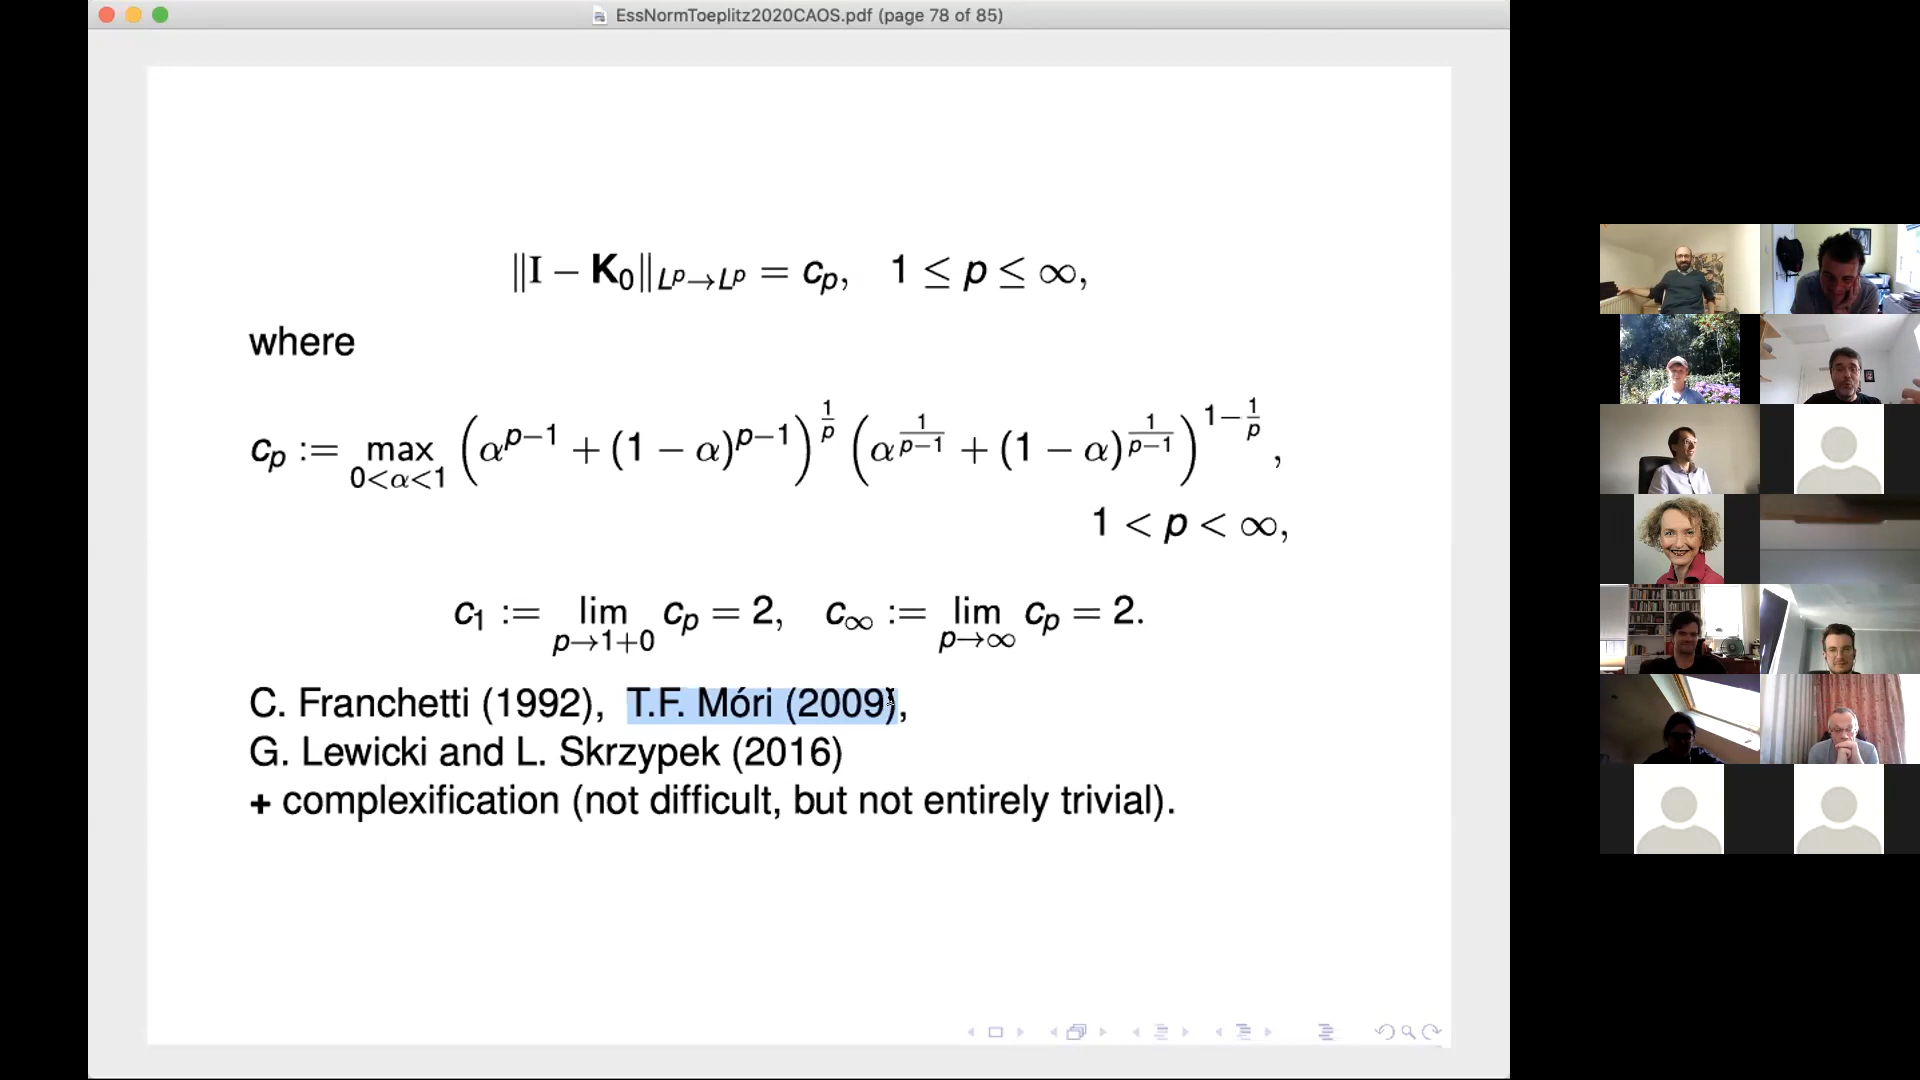 EssNormToeplitz2020CAOS.pdf (page 78 of 85)
‖I − K₀‖_{Lᵖ→Lᵖ} = c_p, 1 ≤ p ≤ ∞,
where
c_p := max_{0<α<1} (α^{p−1} + (1 − α)^{p−1})^{1/p} (α^{1/(p−1)} + (1 − α)^{1/(p−1)})^{1−1/p},
1 < p < ∞,
c₁ := lim_{p→1+0} c_p = 2, c_∞ := lim_{p→∞} c_p = 2.
C. Franchetti (1992), T.F. Móri (2009),
G. Lewicki and L. Skrzypek (2016)
+ complexification (not difficult, but not entirely trivial).